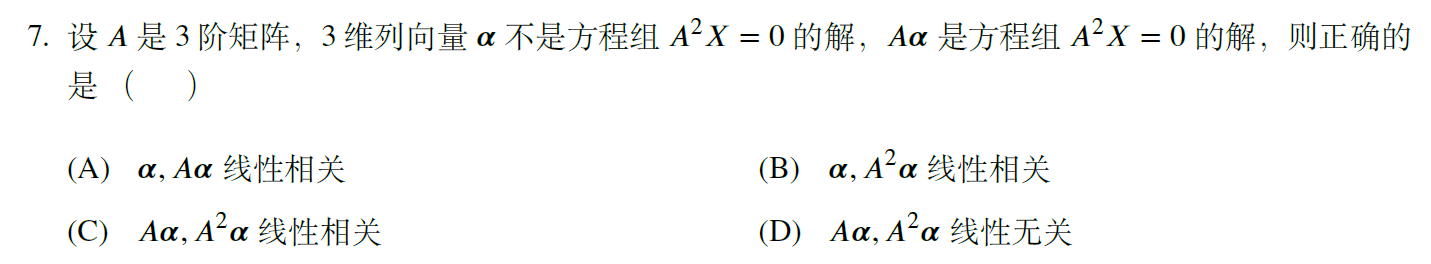 7. 设 A 是 3 阶矩阵，3 维列向量 α 不是方程组 A²X = 0 的解，Aα 是方程组 A²X = 0 的解，则正确的
是（ ）
(A) α, Aα 线性相关 (B) α, A²α 线性相关
(C) Aα, A²α 线性相关 (D) Aα, A²α 线性无关